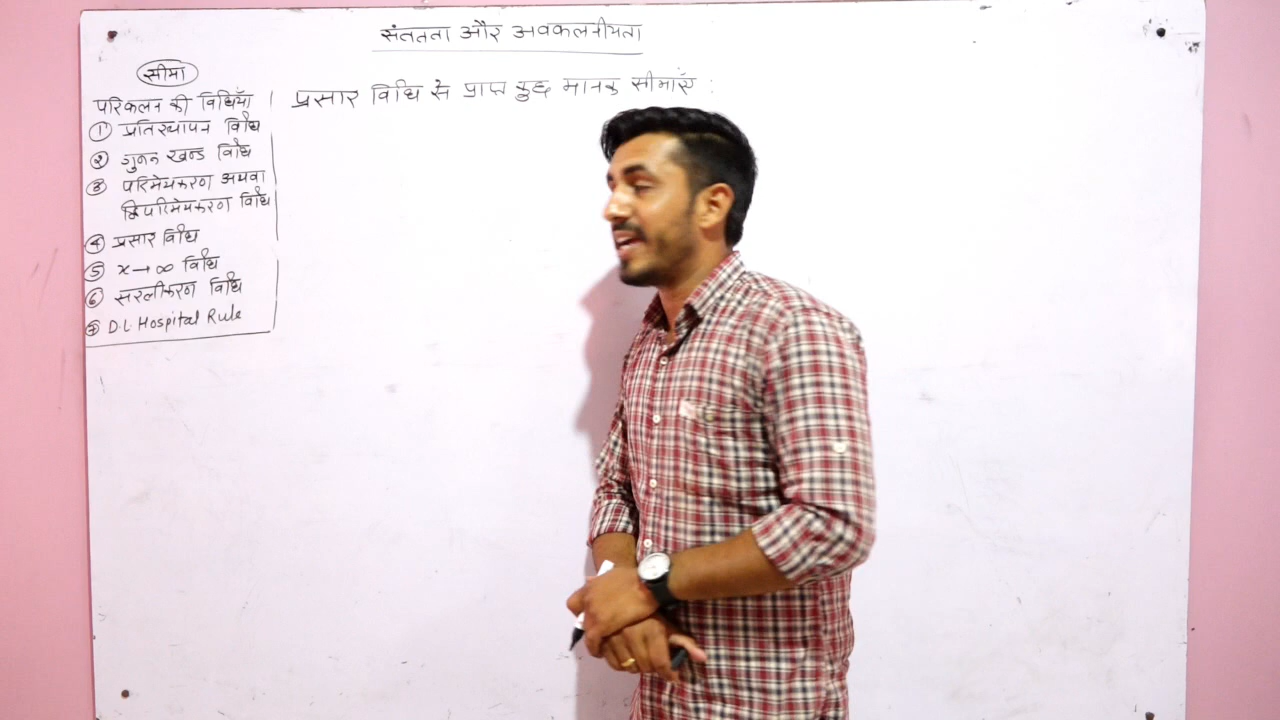 संततता और अवकलनीयता
सीमा
परिकलन की विधियाँ
① प्रतिस्थापन विधि
② गुणन खन्ड विधि
③ परिमेयकरण अथवा
द्विपरिमेयकरण विधि
④ प्रसार विधि
⑤ x→∞ विधि
⑥ सरलीकरण विधि
⑦ D.L. Hospital Rule
प्रसार विधि से प्राप्त कुछ मानक सीमाएँ :